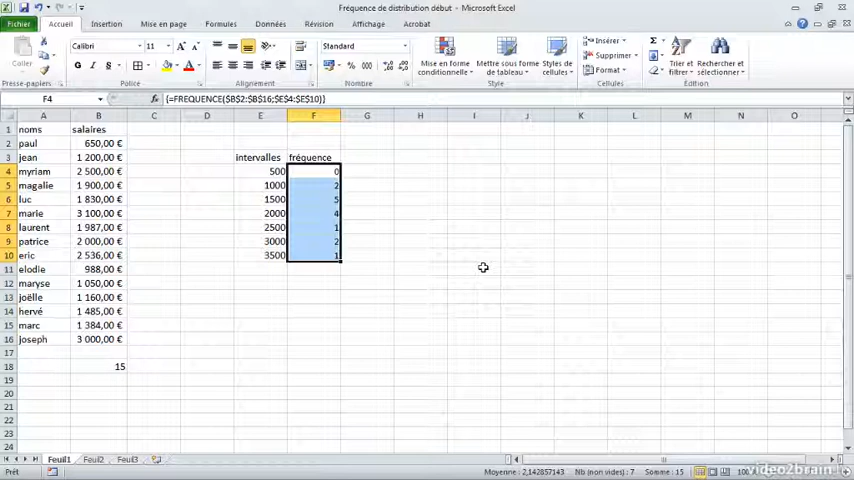 Fréquence de distribution début - Microsoft Excel
Fichier Accueil Insertion Mise en page Formules Données Révision Affichage Acrobat
Coller
Presse-papiers
Calibri 11
G I S
Police
Alignement
Standard
% 000
Nombre
Mise en forme conditionnelle
Mettre sous forme de tableau
Styles de cellules
Style
Insérer
Supprimer
Format
Cellules
Trier et filtrer
Rechercher et sélectionner
Édition
F4 fx {=FREQUENCE($B$2:$B$16;$E$4:$E$10)}
A B C D E F G H I J K L M N O
1 noms salaires
2 paul 650,00 €
3 jean 1 200,00 € intervalles fréquence
4 myriam 2 500,00 € 500 0
5 magalie 1 900,00 € 1000 2
6 luc 1 830,00 € 1500 5
7 marie 3 100,00 € 2000 4
8 laurent 1 987,00 € 2500 1
9 patrice 2 000,00 € 3000 2
10 eric 2 536,00 € 3500 1
11 elodie 988,00 €
12 maryse 1 050,00 €
13 joëlle 1 160,00 €
14 hervé 1 485,00 €
15 marc 1 384,00 €
16 joseph 3 000,00 €
17
18 15
19
20
21
22
23
24
Feuil1 Feuil2 Feuil3
Prêt Moyenne : 2,142857143 Nb (non vides) : 7 Somme : 15
video2brain